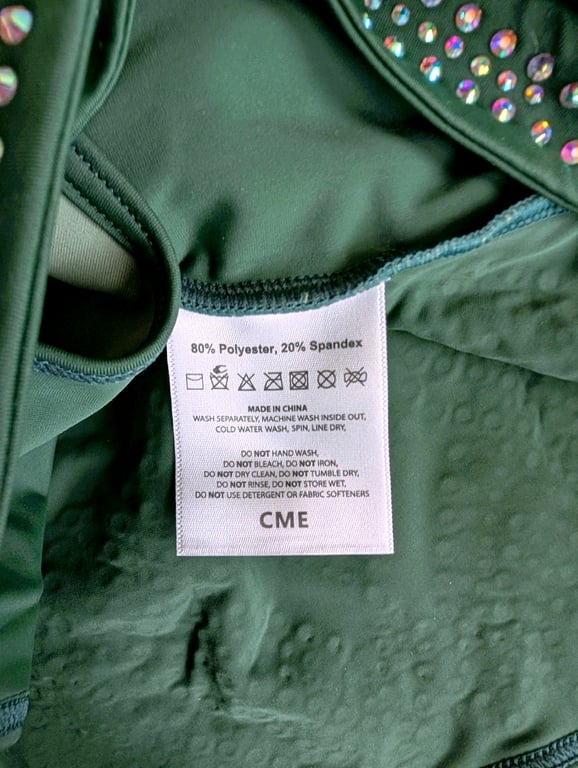 80% Polyester, 20% Spandex
MADE IN CHINA
WASH SEPARATELY, MACHINE WASH INSIDE OUT,
COLD WATER WASH, SPIN, LINE DRY,
DO NOT HAND WASH,
DO NOT BLEACH, DO NOT IRON,
DO NOT DRY CLEAN, DO NOT TUMBLE DRY,
DO NOT RINSE, DO NOT STORE WET,
DO NOT USE DETERGENT OR FABRIC SOFTENERS
CME